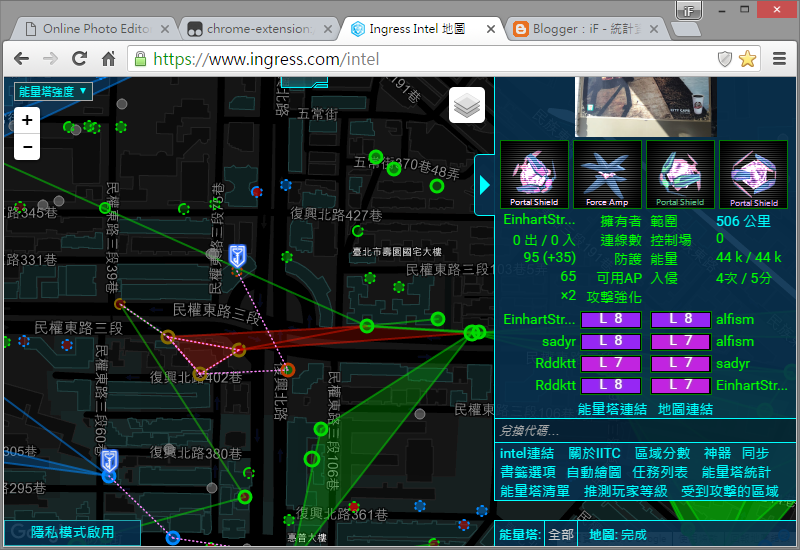 iF
Online Photo Editor
chrome-extension:
Ingress Intel 地圖
Blogger：iF - 統計資
https://www.ingress.com/intel
能量塔強度 ▼
+
−
五常街
191巷
五常街370巷48弄
路345巷
民權東路三段39巷
民權東路三段75巷
北路
復興北路427巷
臺北市壽園國宅大樓
路331巷
民權東路三段103巷
民權東路三段
民權東路三段
復興北路402巷
興北路
民權東路三段106巷
民權東路
民權東路三段60巷
復興北路380巷
305巷
路295巷
復興北路361巷
惠普大樓
隱私模式啟用
Portal Shield
Force Amp
Portal Shield
Portal Shield
EinhartStr... 擁有者 範圍 506 公里
0 出 / 0 入 連線數 控制場 0
95 (+35) 防護 能量 44 k / 44 k
65 可用AP 入侵 4次 / 5分
×2 攻擊強化
EinhartStr... L 8 L 8 alfism
sadyr L 8 L 7 alfism
Rddktt L 7 L 7 sadyr
Rddktt L 8 L 7 EinhartStr...
能量塔連結 地圖連結
兌換代碼...
intel連結 關於IITC 區域分數 神器 同步
書籤選項 自動繪圖 任務列表 能量塔統計
能量塔清單 推測玩家等級 受到攻擊的區域
能量塔: 全部 地圖: 完成